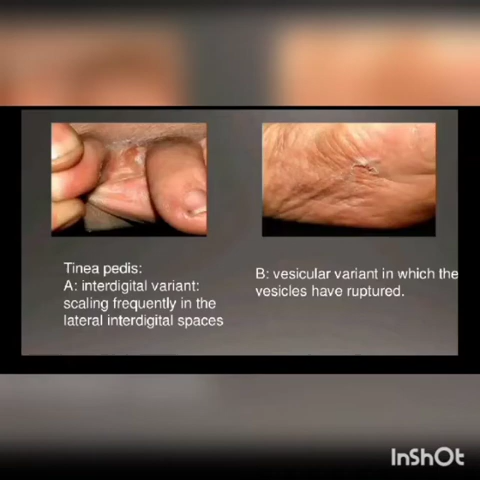 Tinea pedis:
A: interdigital variant:
scaling frequently in the
lateral interdigital spaces
B: vesicular variant in which the
vesicles have ruptured.
InShOt